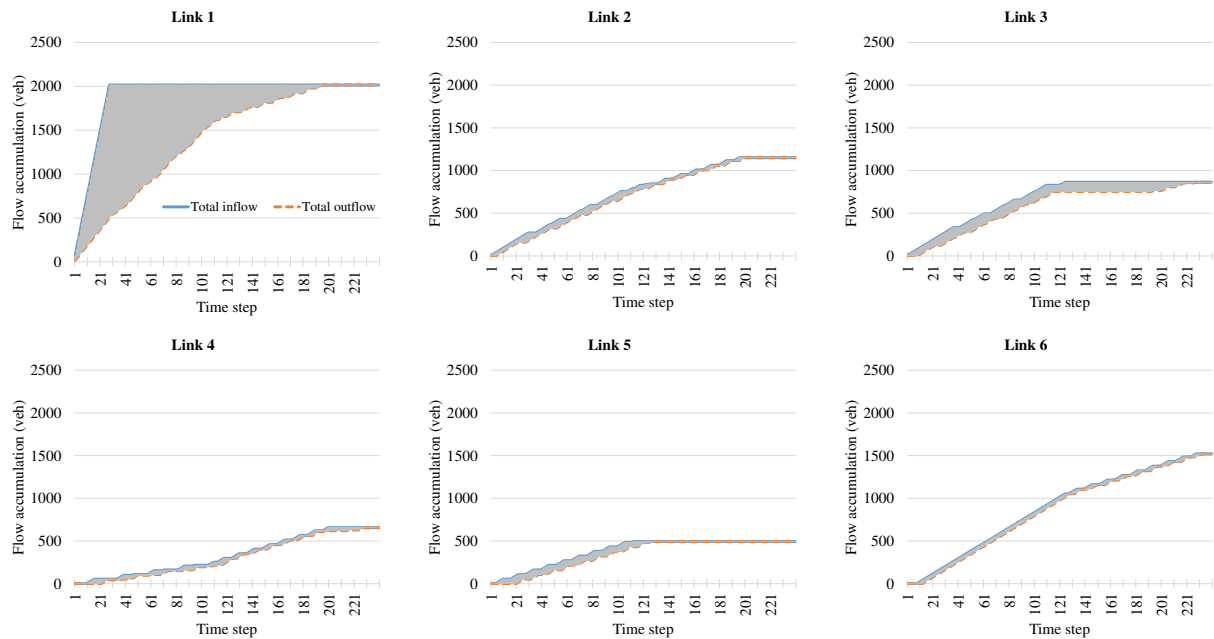 Link 1
2500
2000
1500
1000
500
0
Flow accumulation (veh)
Total inflow
Total outflow
1 21 41 61 81 101 121 141 161 181 201 221
Time step
Link 2
2500
2000
1500
1000
500
0
Flow accumulation (veh)
1 21 41 61 81 101 121 141 161 181 201 221
Time step
Link 3
2500
2000
1500
1000
500
0
Flow accumulation (veh)
1 21 41 61 81 101 121 141 161 181 201 221
Time step
Link 4
2500
2000
1500
1000
500
0
Flow accumulation (veh)
1 21 41 61 81 101 121 141 161 181 201 221
Time step
Link 5
2500
2000
1500
1000
500
0
Flow accumulation (veh)
1 21 41 61 81 101 121 141 161 181 201 221
Time step
Link 6
2500
2000
1500
1000
500
0
Flow accumulation (veh)
1 21 41 61 81 101 121 141 161 181 201 221
Time step